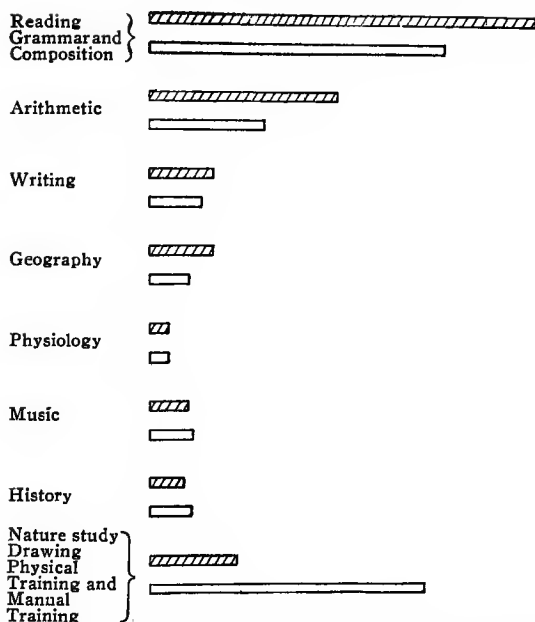 Reading
Grammar and
Composition
Arithmetic
Writing
Geography
Physiology
Music
History
Nature study
Drawing
Physical
Training and
Manual
Training